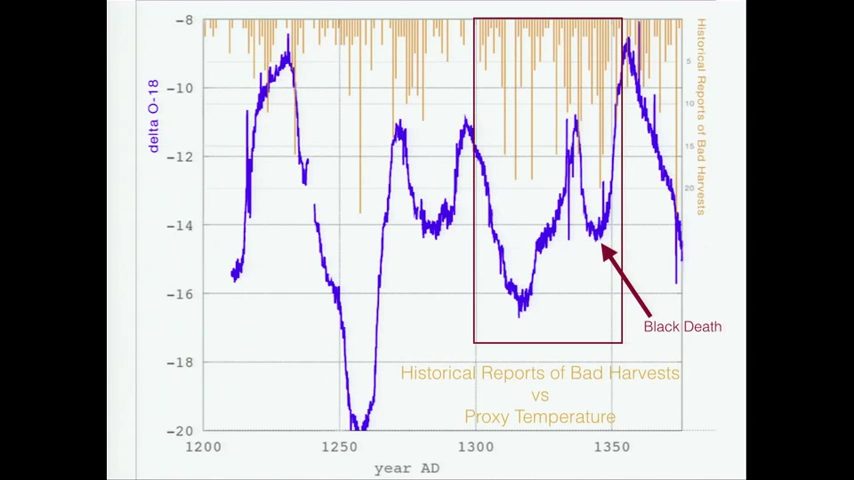 -8
-10
-12
-14
-16
-18
-20
delta O-18
5
10
15
20
Historical Reports of Bad Harvests
Black Death
Historical Reports of Bad Harvests
vs
Proxy Temperature
1200
1250
1300
1350
year AD